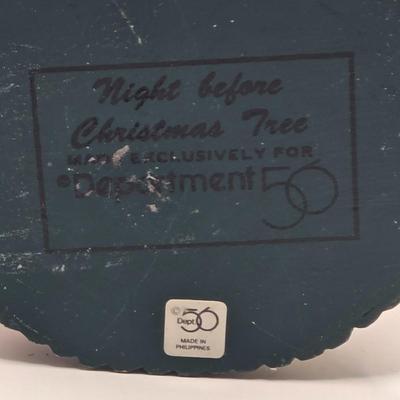 Night before
Christmas Tree
MADE EXCLUSIVELY FOR
©Department 56
© Dept. 56
MADE IN
PHILIPPINES